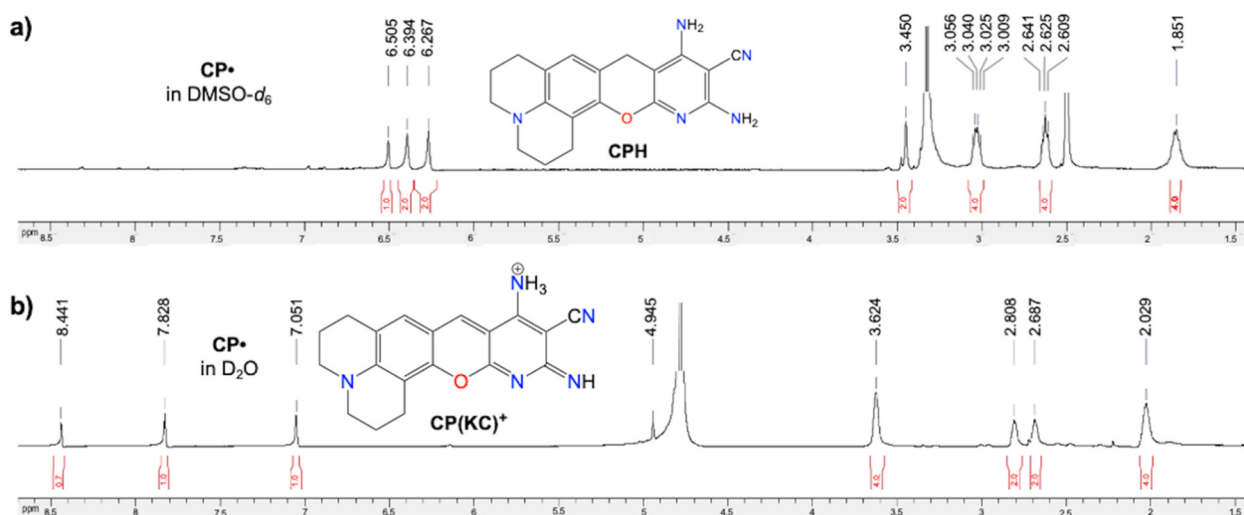 a)
CP•
in DMSO-d6
6.505
6.394
6.267
3.450
3.056
3.040
3.025
3.009
2.641
2.625
2.609
1.851
NH2
CN
N
O
N
NH2
CPH
1.0
2.0
2.0
2.0
4.0
4.0
4.0
ppm 8.5 8 7.5 7 6.5 6 5.5 5 4.5 4 3.5 3 2.5 2 1.5
b)
CP•
in D2O
8.441
7.828
7.051
4.945
3.624
2.808
2.687
2.029
⊕
NH3
CN
N
O
N
NH
CP(KC)+
0.7
1.0
1.0
4.0
2.0
2.0
4.0
ppm 8.5 8 7.5 7 6.5 6 5.5 5 4.5 4 3.5 3 2.5 2 1.5